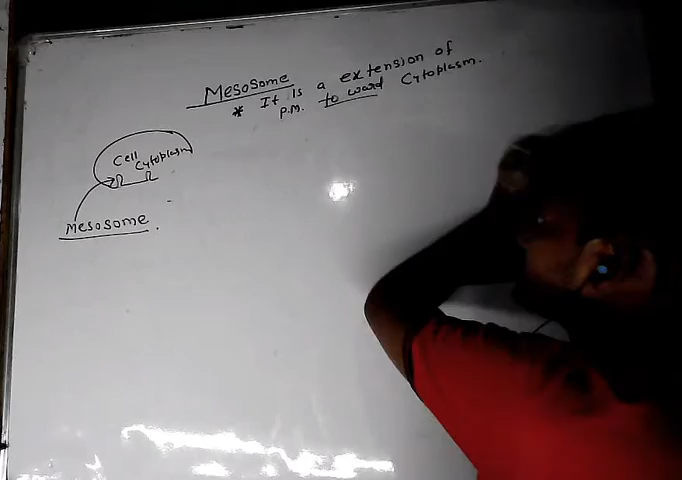 Mesosome
* It is a extension of
P.M. to ward Cytoplasm.
Cell
Cytoplasm
Mesosome.